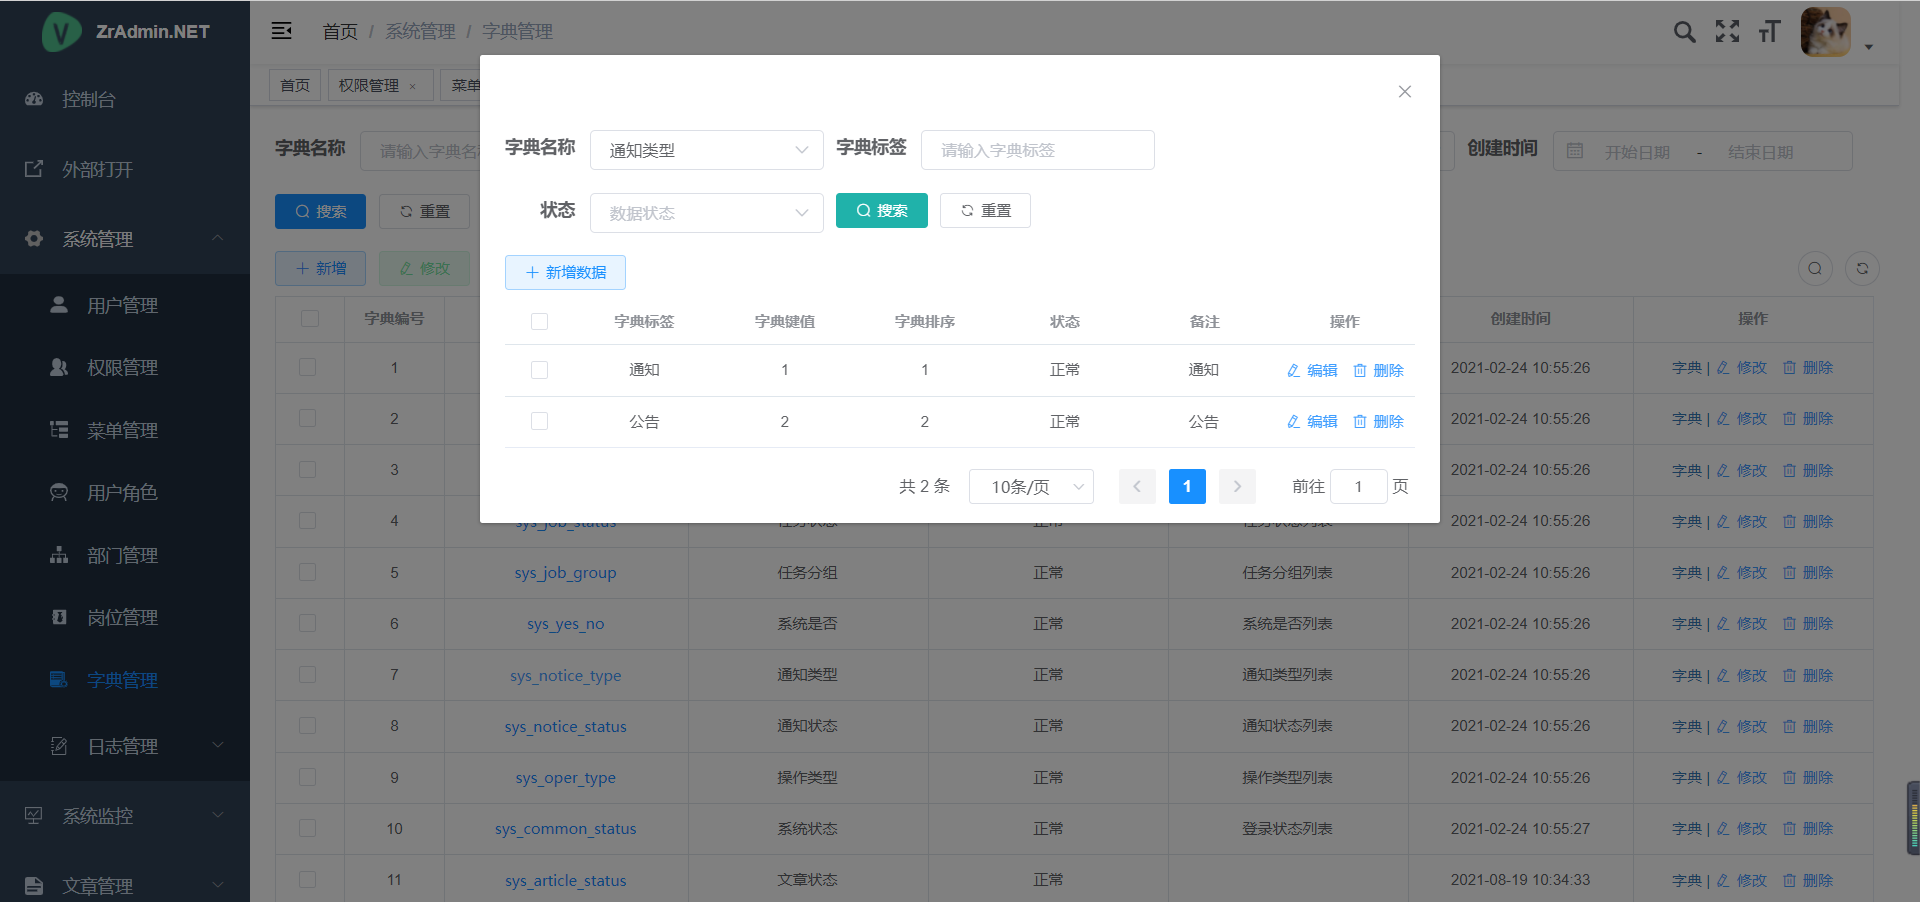 ZrAdmin.NET
首页 / 系统管理 / 字典管理
控制台
外部打开
系统管理
用户管理
权限管理
菜单管理
用户角色
部门管理
岗位管理
字典管理
日志管理
系统监控
文章管理
首页 权限管理 × 菜单
字典名称 请输入字典名 创建时间 开始日期 - 结束日期
搜索 重置
新增 修改
字典编号 创建时间 操作
1 2021-02-24 10:55:26 字典 | 修改 删除
2 2021-02-24 10:55:26 字典 | 修改 删除
3 2021-02-24 10:55:26 字典 | 修改 删除
4 sys_job_status 任务状态 正常 任务状态列表 2021-02-24 10:55:26 字典 | 修改 删除
5 sys_job_group 任务分组 正常 任务分组列表 2021-02-24 10:55:26 字典 | 修改 删除
6 sys_yes_no 系统是否 正常 系统是否列表 2021-02-24 10:55:26 字典 | 修改 删除
7 sys_notice_type 通知类型 正常 通知类型列表 2021-02-24 10:55:26 字典 | 修改 删除
8 sys_notice_status 通知状态 正常 通知状态列表 2021-02-24 10:55:26 字典 | 修改 删除
9 sys_oper_type 操作类型 正常 操作类型列表 2021-02-24 10:55:26 字典 | 修改 删除
10 sys_common_status 系统状态 正常 登录状态列表 2021-02-24 10:55:27 字典 | 修改 删除
11 sys_article_status 文章状态 正常 2021-08-19 10:34:33 字典 | 修改 删除
字典名称 通知类型 字典标签 请输入字典标签
状态 数据状态 搜索 重置
新增数据
字典标签 字典键值 字典排序 状态 备注 操作
通知 1 1 正常 通知 编辑 删除
公告 2 2 正常 公告 编辑 删除
共 2 条 10条/页 1 前往 1 页